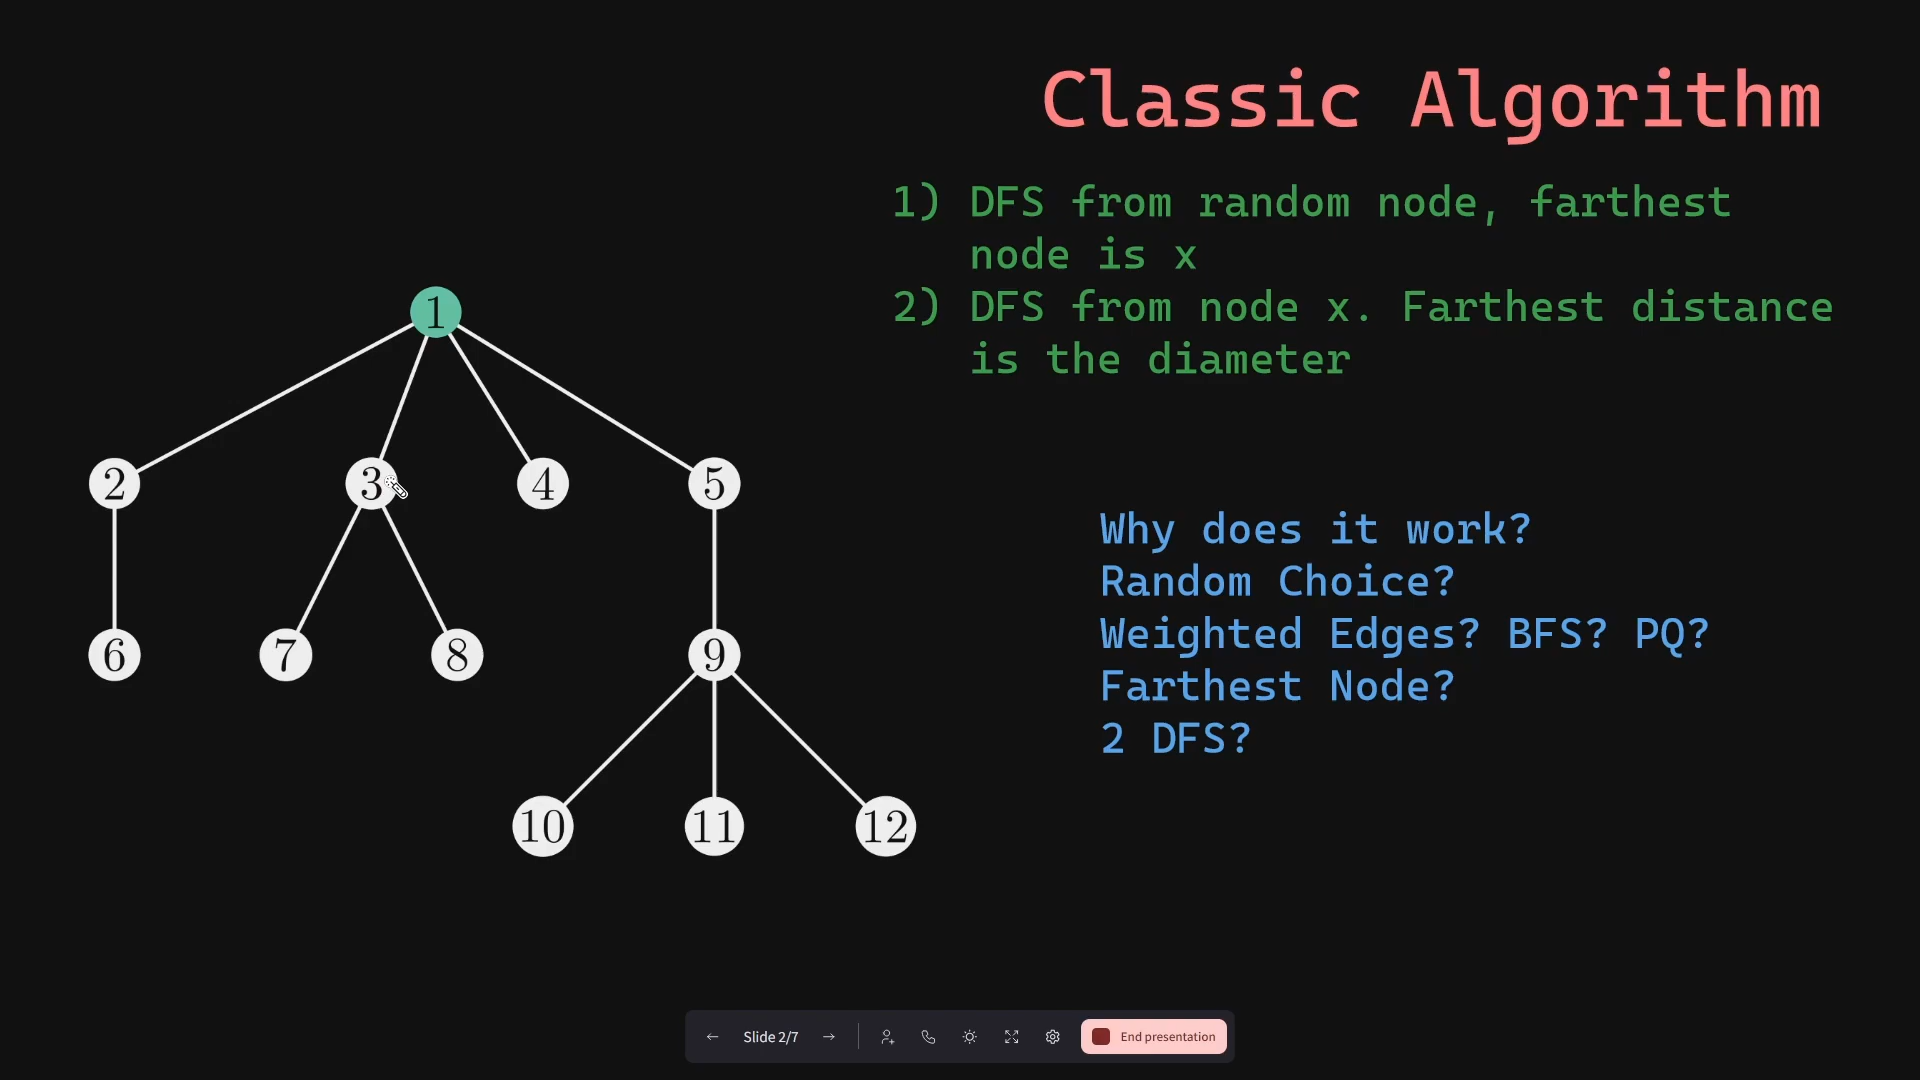 Classic Algorithm
1) DFS from random node, farthest
node is x
2) DFS from node x. Farthest distance
is the diameter
1
2
3
4
5
6
7
8
9
10
11
12
Why does it work?
Random Choice?
Weighted Edges? BFS? PQ?
Farthest Node?
2 DFS?
Slide 2/7
End presentation